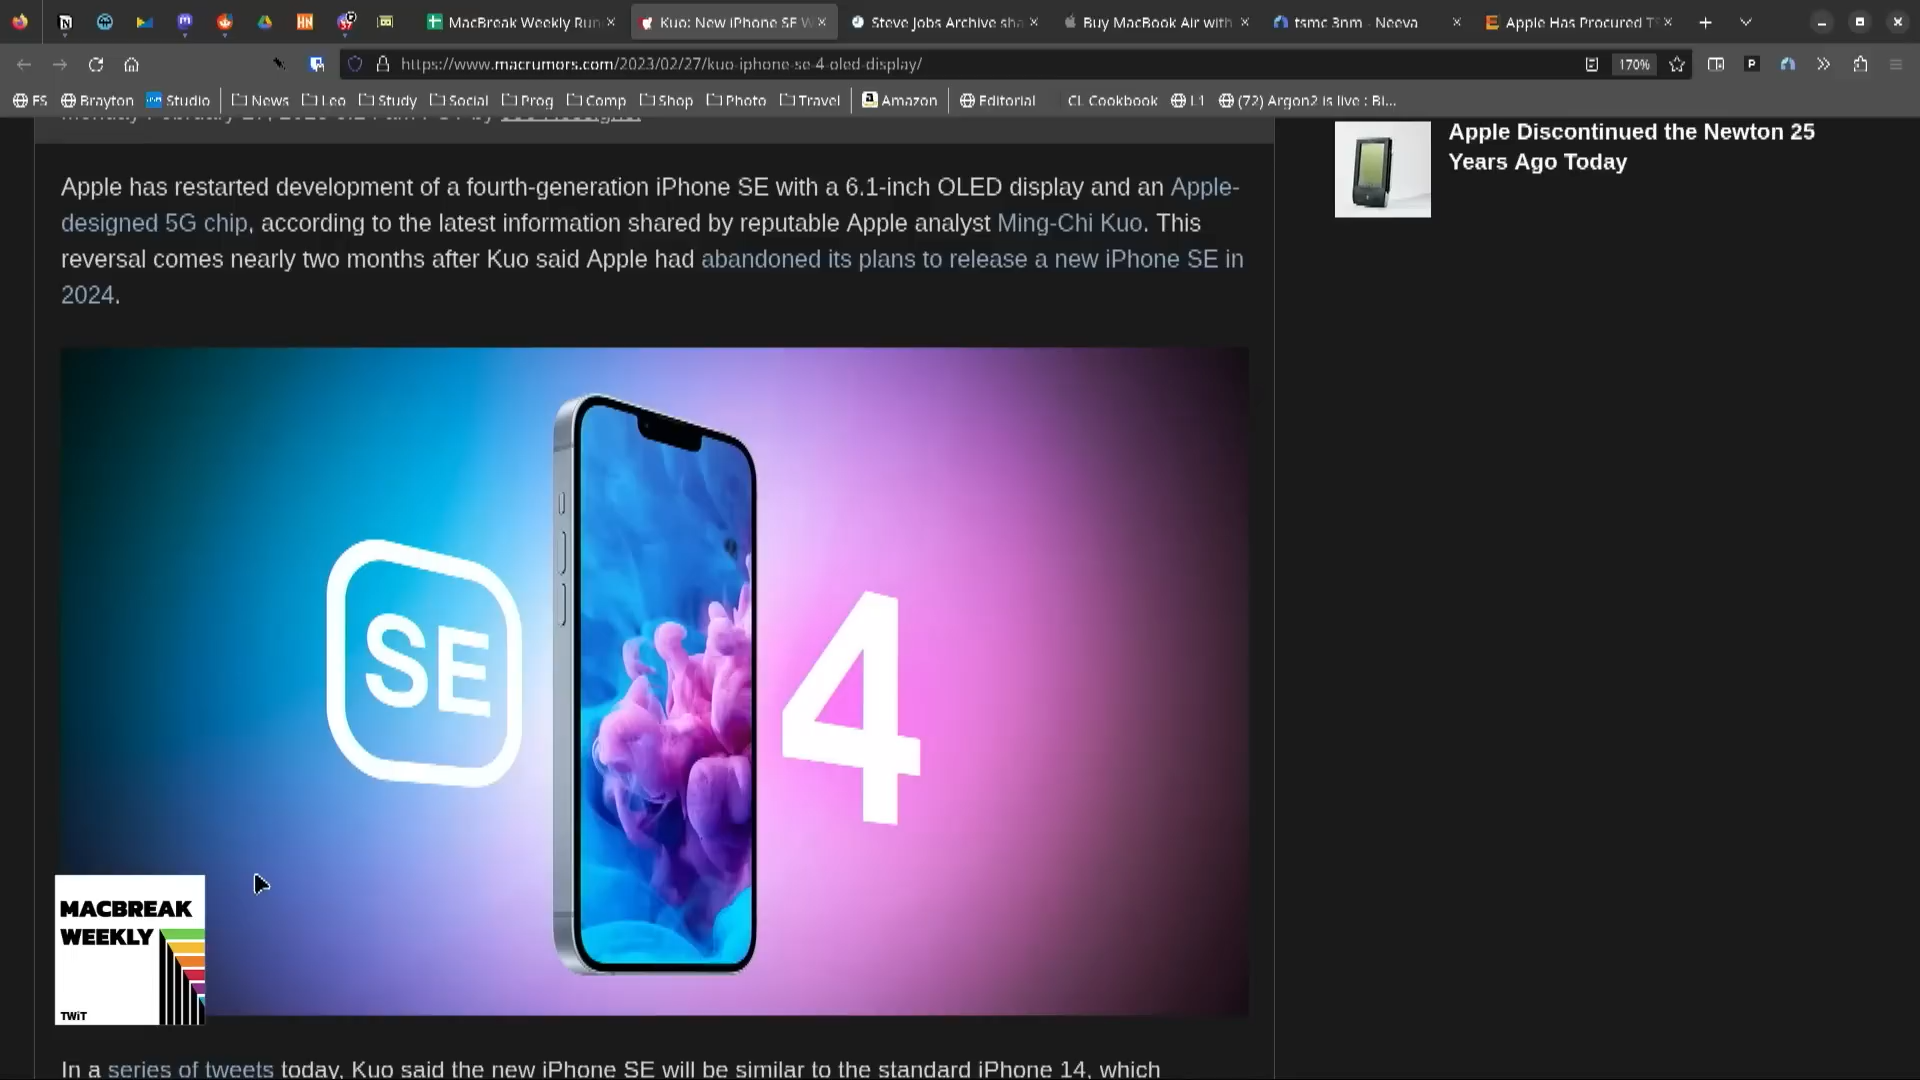 MacBreak Weekly Run
Kuo: New iPhone SE W
Steve Jobs Archive sha
Buy MacBook Air with
tsmc 3nm - Neeva
Apple Has Procured T
https://www.macrumors.com/2023/02/27/kuo-iphone-se-4-oled-display/
170%
FS
Brayton
Studio
News
Leo
Study
Social
Prog
Comp
Shop
Photo
Travel
Amazon
Editorial
CL Cookbook
L1
(72) Argon2 is live : Bl...
Apple Discontinued the Newton 25
Years Ago Today
Apple has restarted development of a fourth-generation iPhone SE with a 6.1-inch OLED display and an Apple-
designed 5G chip, according to the latest information shared by reputable Apple analyst Ming-Chi Kuo. This
reversal comes nearly two months after Kuo said Apple had abandoned its plans to release a new iPhone SE in
2024.
SE
4
MACBREAK
WEEKLY
TWiT
In a series of tweets today, Kuo said the new iPhone SE will be similar to the standard iPhone 14, which